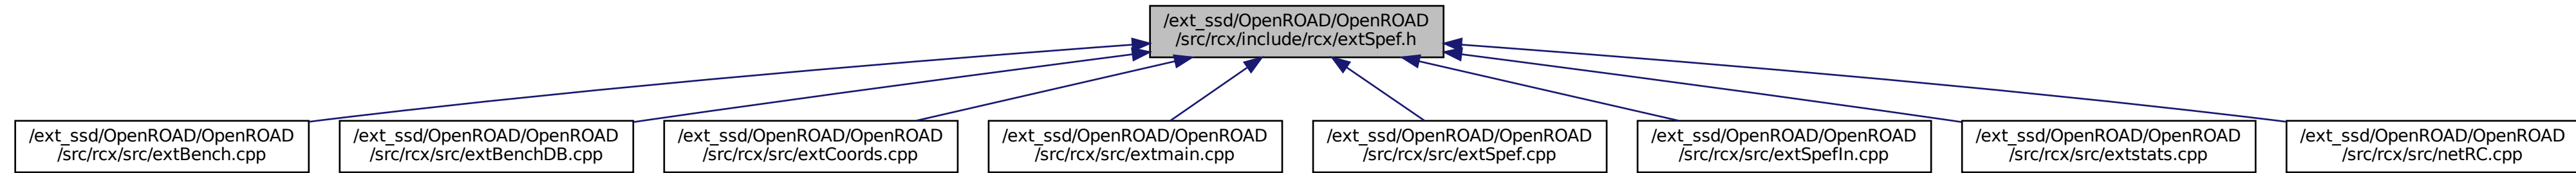 /ext_ssd/OpenROAD/OpenROAD
/src/rcx/include/rcx/extSpef.h
/ext_ssd/OpenROAD/OpenROAD
/src/rcx/src/extBench.cpp
/ext_ssd/OpenROAD/OpenROAD
/src/rcx/src/extBenchDB.cpp
/ext_ssd/OpenROAD/OpenROAD
/src/rcx/src/extCoords.cpp
/ext_ssd/OpenROAD/OpenROAD
/src/rcx/src/extmain.cpp
/ext_ssd/OpenROAD/OpenROAD
/src/rcx/src/extSpef.cpp
/ext_ssd/OpenROAD/OpenROAD
/src/rcx/src/extSpefIn.cpp
/ext_ssd/OpenROAD/OpenROAD
/src/rcx/src/extstats.cpp
/ext_ssd/OpenROAD/OpenROAD
/src/rcx/src/netRC.cpp